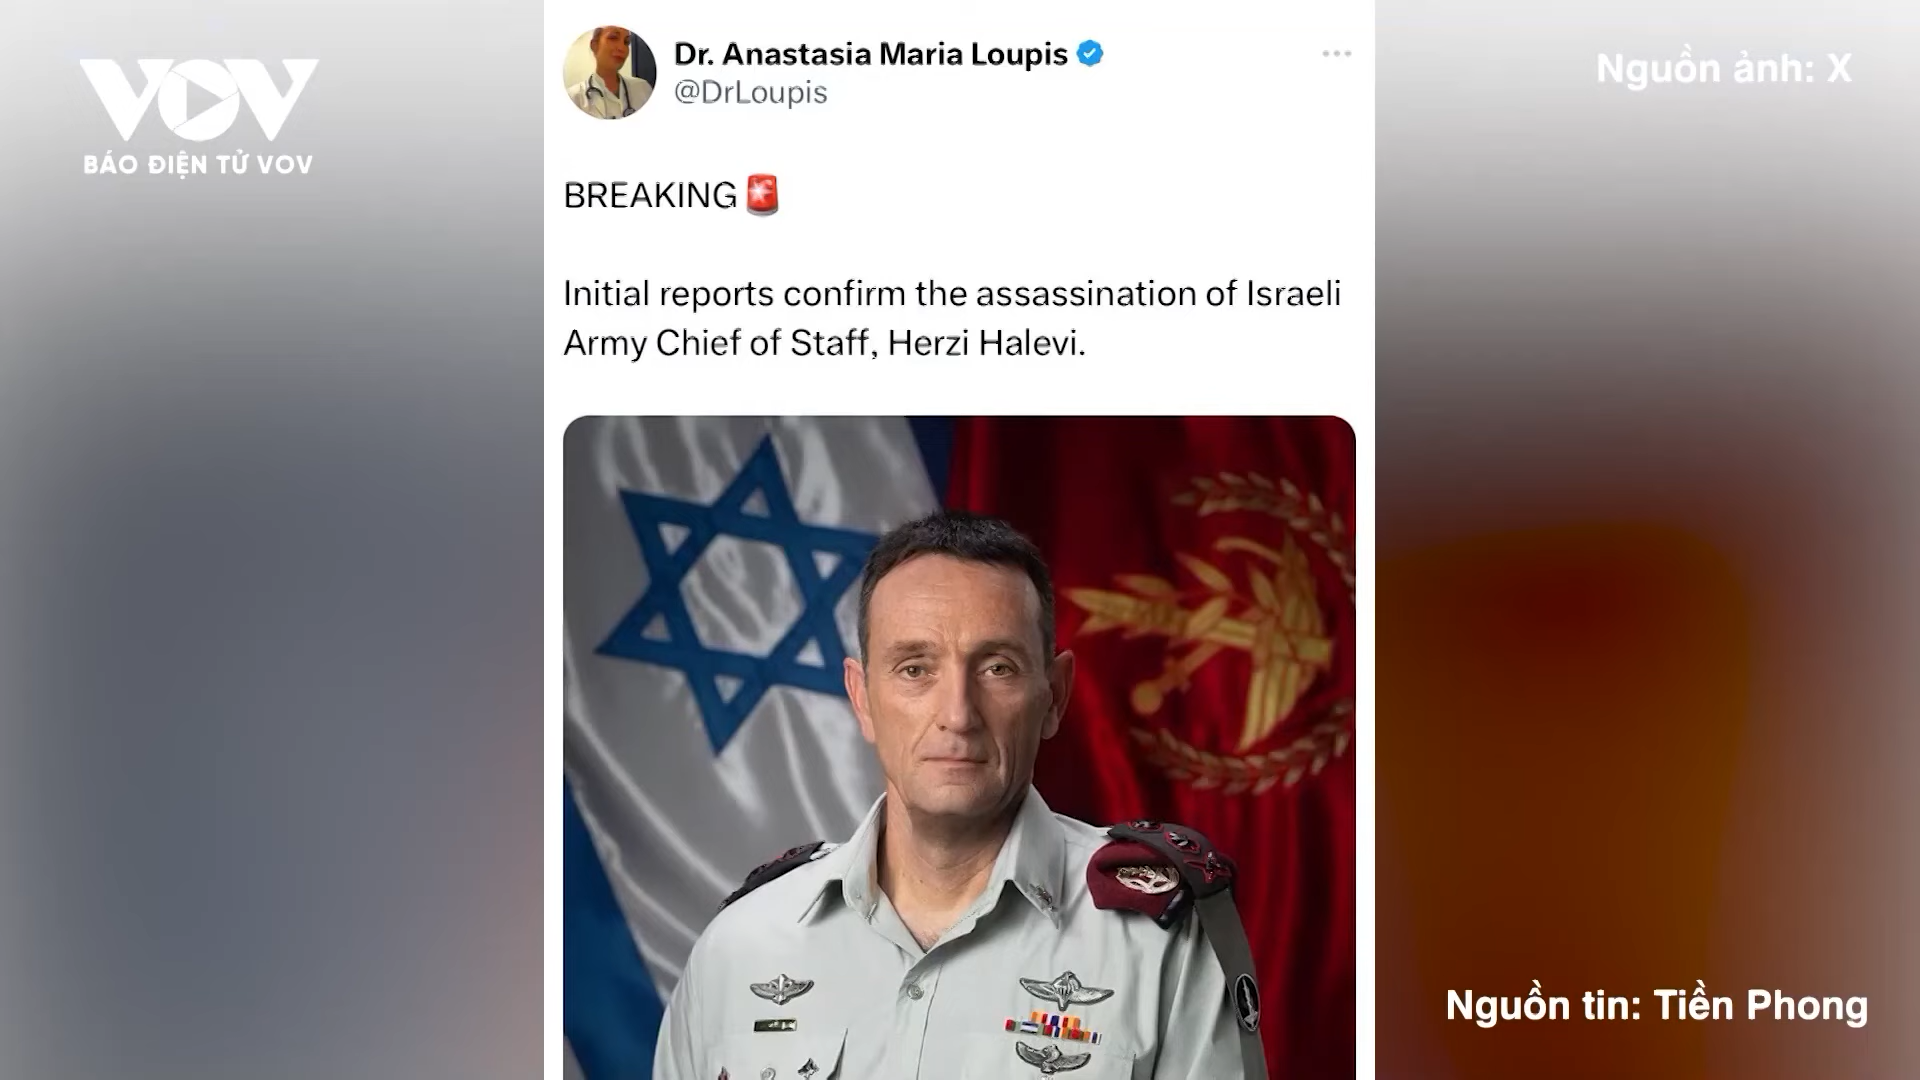 VOV
BÁO ĐIỆN TỬ VOV
Dr. Anastasia Maria Loupis
@DrLoupis
Nguồn ảnh: X
BREAKING
Initial reports confirm the assassination of Israeli
Army Chief of Staff, Herzi Halevi.
Nguồn tin: Tiền Phong